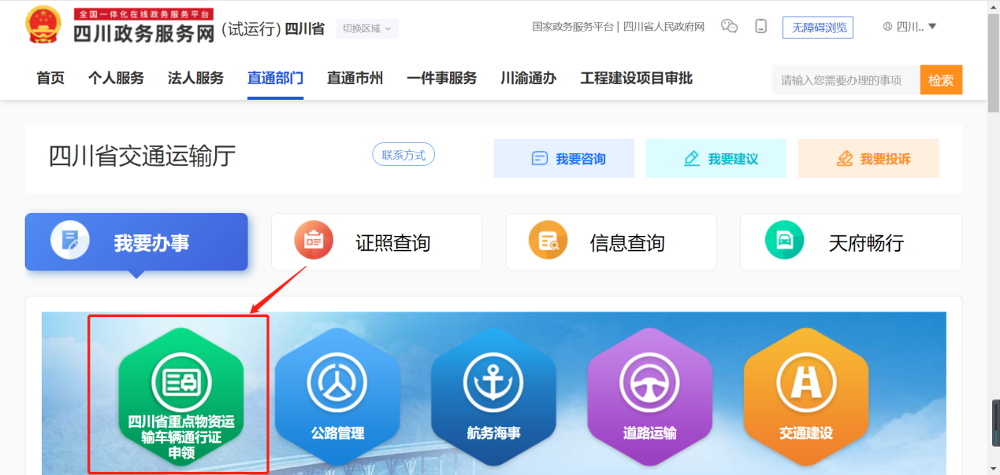 全国一体化在线政务服务平台
四川政务服务网 (试运行) 四川省 切换区域
国家政务服务平台 | 四川省人民政府网 无障碍浏览 四川..
首页 个人服务 法人服务 直通部门 直通市州 一件事服务 川渝通办 工程建设项目审批 请输入您需要办理的事项 检索
四川省交通运输厅 联系方式 我要咨询 我要建议 我要投诉
我要办事 证照查询 信息查询 天府畅行
四川省重点物资运
输车辆通行证
申领
公路管理 航务海事 道路运输 交通建设